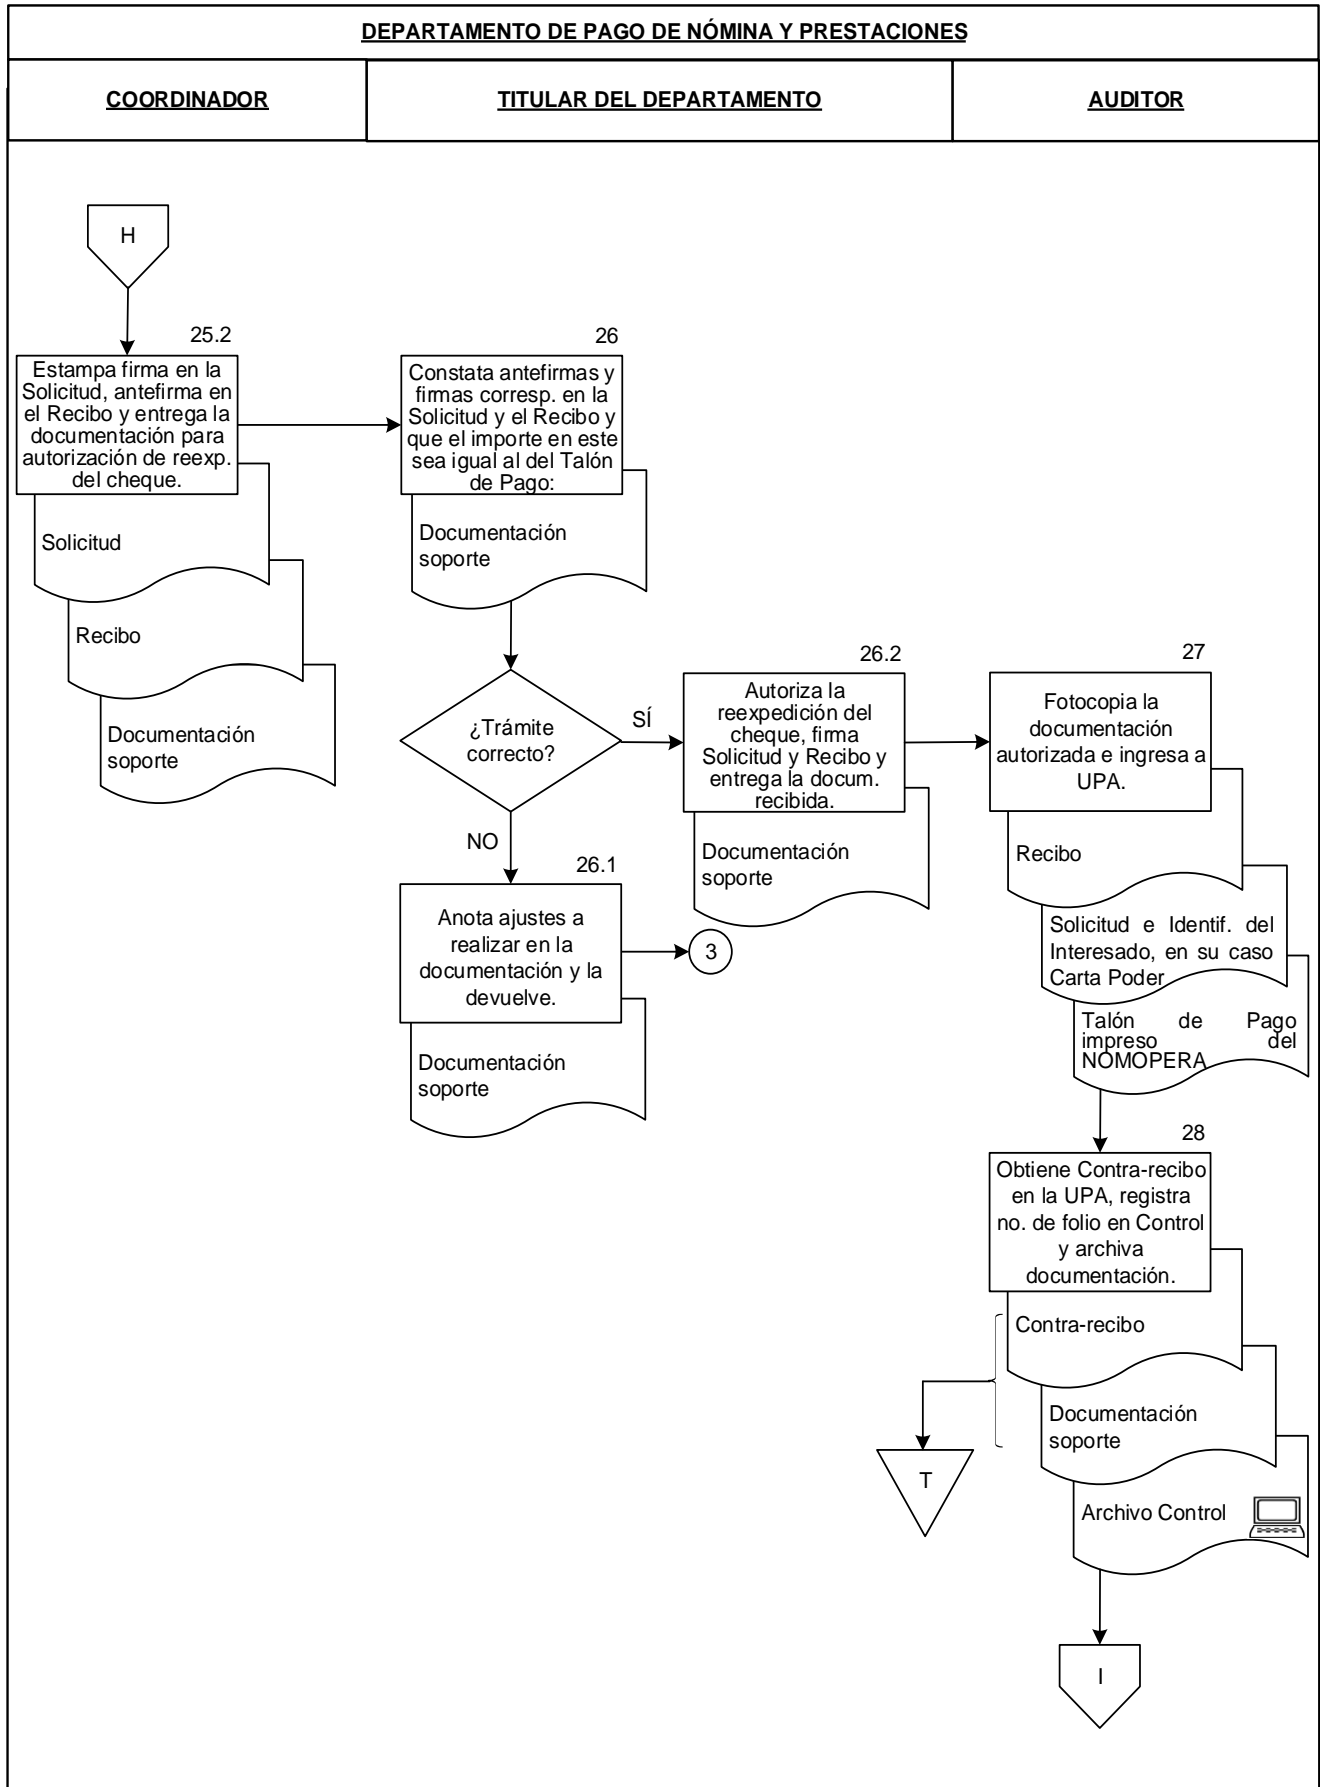 DEPARTAMENTO DE PAGO DE NÓMINA Y PRESTACIONES
COORDINADOR
TITULAR DEL DEPARTAMENTO
AUDITOR
H
25.2
Estampa firma en la
Solicitud, antefirma en
el Recibo y entrega la
documentación para
autorización de reexp.
del cheque.
Solicitud
Recibo
Documentación
soporte
26
Constata antefirmas y
firmas corresp. en la
Solicitud y el Recibo y
que el importe en este
sea igual al del Talón
de Pago:
Documentación
soporte
¿Trámite
correcto?
SÍ
NO
26.1
Anota ajustes a
realizar en la
documentación y la
devuelve.
3
Documentación
soporte
26.2
Autoriza la
reexpedición del
cheque, firma
Solicitud y Recibo y
entrega la docum.
recibida.
Documentación
soporte
27
Fotocopia la
documentación
autorizada e ingresa a
UPA.
Recibo
Solicitud e Identif. del
Interesado, en su caso
Carta Poder
Talón de Pago
impreso del
NOMOPERA
28
Obtiene Contra-recibo
en la UPA, registra
no. de folio en Control
y archiva
documentación.
Contra-recibo
Documentación
soporte
T
Archivo Control
I